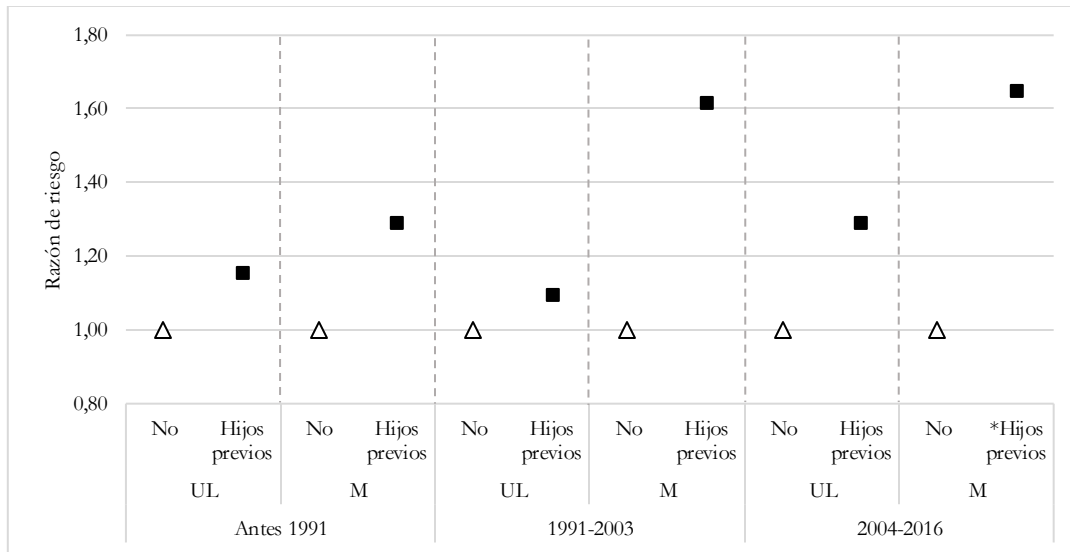 1,80
1,60
1,40
1,20
1,00
0,80
Razón de riesgo
No Hijos previos No Hijos previos No Hijos previos No Hijos previos No Hijos previos No *Hijos previos
UL M UL M UL M
Antes 1991 1991-2003 2004-2016